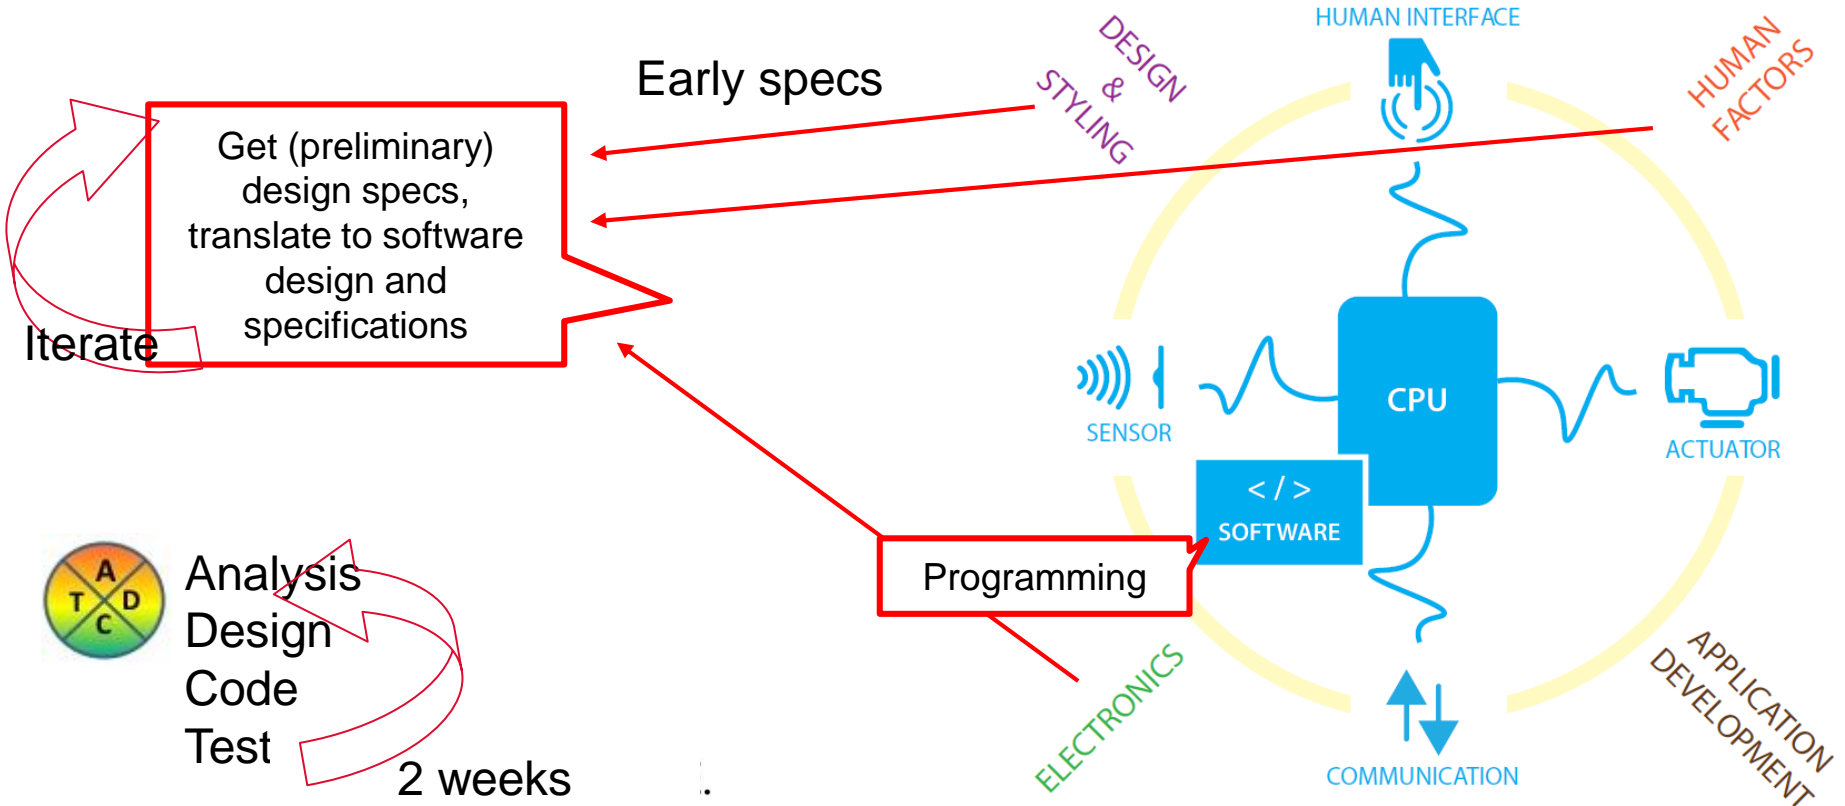 Early specs
Get (preliminary)
design specs,
translate to software
design and
specifications
Iterate
A
T D
C
Analysis
Design
Code
Test
2 weeks
Programming
DESIGN
&
STYLING
HUMAN INTERFACE
HUMAN
FACTORS
SENSOR
CPU
ACTUATOR
< / >
SOFTWARE
ELECTRONICS
COMMUNICATION
APPLICATION
DEVELOPMENT